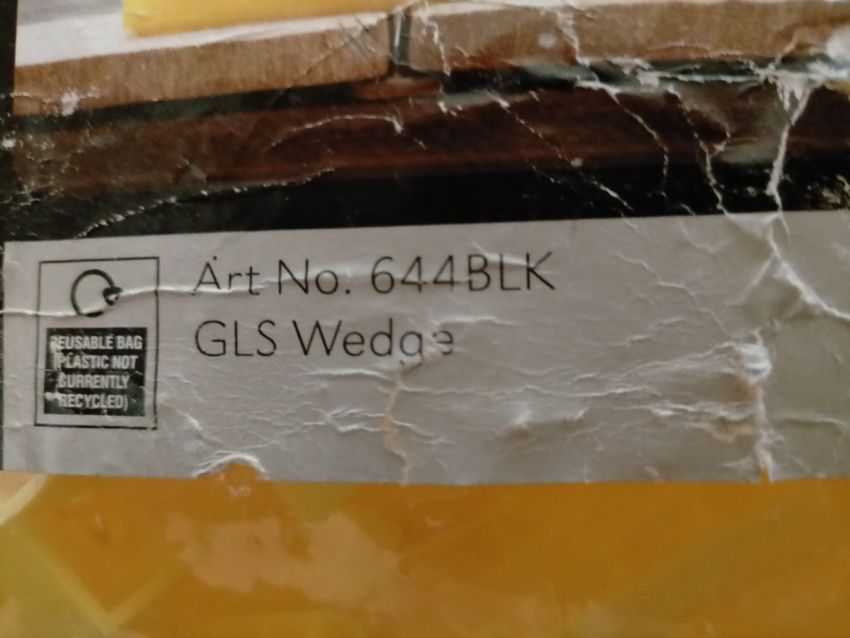 Art No. 644BLK
GLS Wedge
REUSABLE BAG
(PLASTIC NOT
CURRENTLY
RECYCLED)